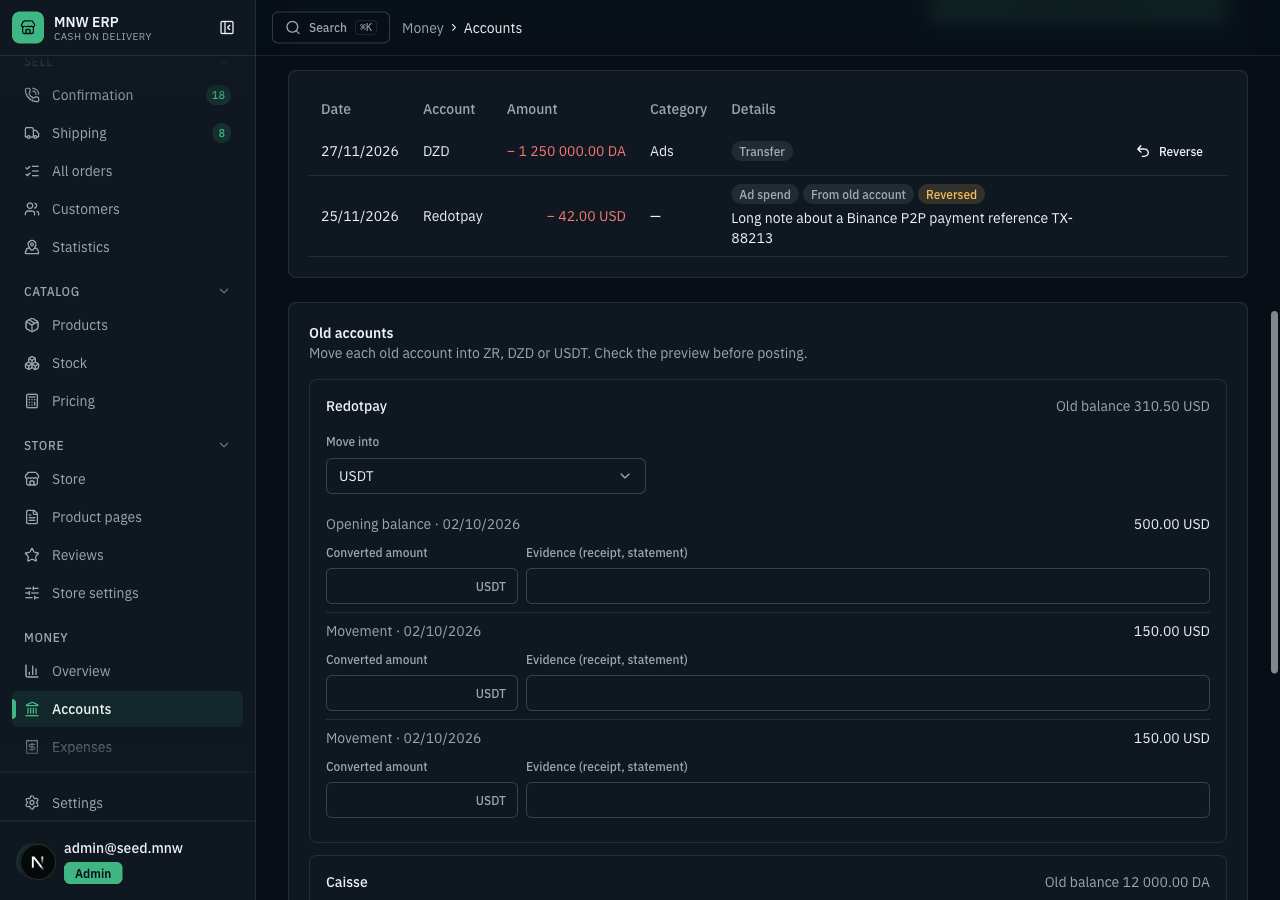 MNW ERP
CASH ON DELIVERY
Search ⌘K
Money > Accounts
SELL
Confirmation 18
Shipping 8
All orders
Customers
Statistics
CATALOG
Products
Stock
Pricing
STORE
Store
Product pages
Reviews
Store settings
MONEY
Overview
Accounts
Expenses
Settings
N
admin@seed.mnw
Admin
Date Account Amount Category Details
27/11/2026 DZD − 1 250 000.00 DA Ads Transfer Reverse
Ad spend From old account Reversed
25/11/2026 Redotpay − 42.00 USD — Long note about a Binance P2P payment reference TX-
88213
Old accounts
Move each old account into ZR, DZD or USDT. Check the preview before posting.
Redotpay Old balance 310.50 USD
Move into
USDT
Opening balance · 02/10/2026 500.00 USD
Converted amount Evidence (receipt, statement)
USDT
Movement · 02/10/2026 150.00 USD
Converted amount Evidence (receipt, statement)
USDT
Movement · 02/10/2026 150.00 USD
Converted amount Evidence (receipt, statement)
USDT
Caisse Old balance 12 000.00 DA